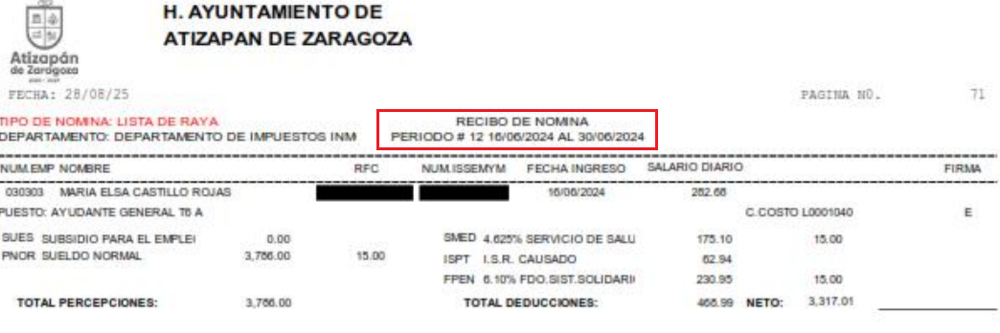 H. AYUNTAMIENTO DE
ATIZAPAN DE ZARAGOZA
Atizapán
de Zaragoza
FECHA: 28/08/25 PAGINA NO. 71
TIPO DE NOMINA: LISTA DE RAYA RECIBO DE NOMINA
DEPARTAMENTO: DEPARTAMENTO DE IMPUESTOS INM PERIODO # 12 16/06/2024 AL 30/06/2024
NUM.EMP NOMBRE RFC NUM.ISSEMYM FECHA INGRESO SALARIO DIARIO FIRMA
030303 MARIA ELSA CASTILLO ROJAS 16/06/2024 252.66
PUESTO: AYUDANTE GENERAL T6 A C.COSTO L0001040 E
SUES SUBSIDIO PARA EL EMPLEI 0.00 SMED 4.625% SERVICIO DE SALU 175.10 15.00
PNOR SUELDO NORMAL 3,786.00 15.00 ISPT I.S.R. CAUSADO 62.94
FPEN 6.10% FDO.SIST.SOLIDARI 230.95 15.00
TOTAL PERCEPCIONES: 3,786.00 TOTAL DEDUCCIONES: 468.99 NETO: 3,317.01